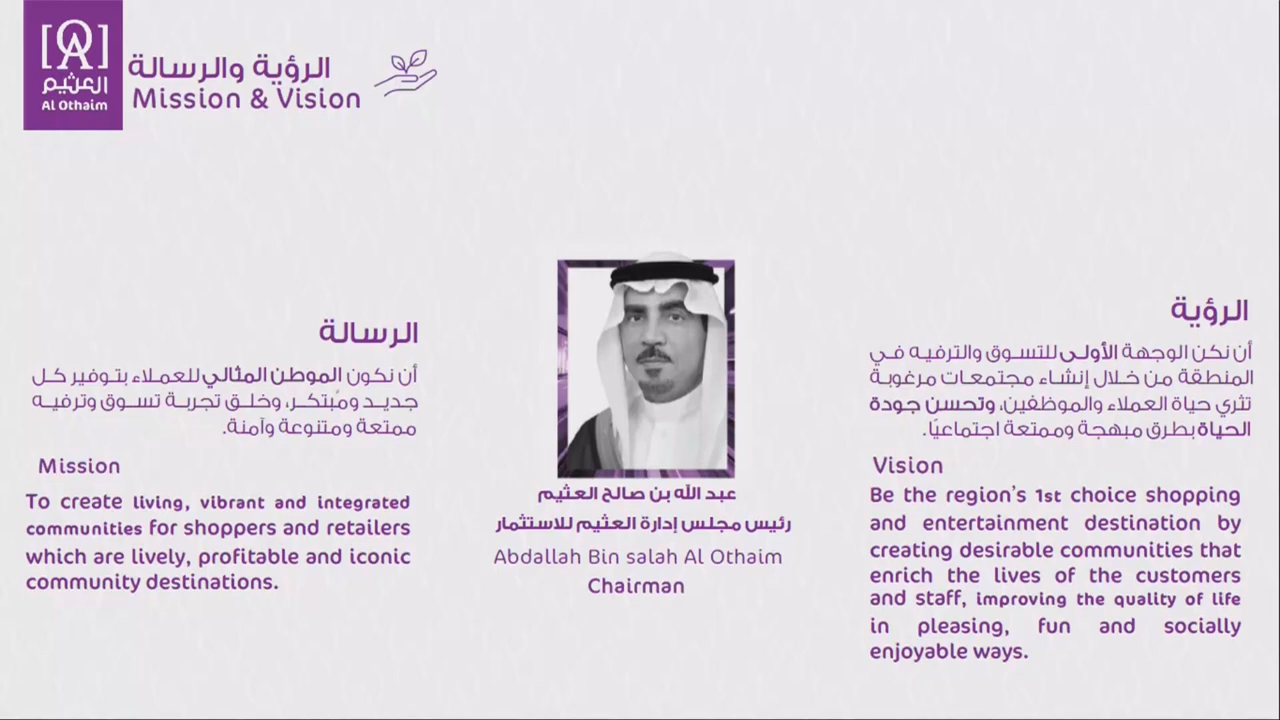 العثيم
Al Othaim
الرؤية والرسالة
Mission & Vision
الرسالة
أن نكون الموطن المثالي للعملاء بتوفير كل
جديد ومُبتكر، وخلق تجربة تسوق وترفيه
ممتعة ومتنوعة وآمنة.
Mission
To create living, vibrant and integrated
communities for shoppers and retailers
which are lively, profitable and iconic
community destinations.
عبد الله بن صالح العثيم
رئيس مجلس إدارة العثيم للاستثمار
Abdallah Bin salah Al Othaim
Chairman
الرؤية
أن نكن الوجهة الأولى للتسوق والترفيه في
المنطقة من خلال إنشاء مجتمعات مرغوبة
تثري حياة العملاء والموظفين، وتحسن جودة
الحياة بطرق مبهجة وممتعة اجتماعيًا.
Vision
Be the region's 1st choice shopping
and entertainment destination by
creating desirable communities that
enrich the lives of the customers
and staff, improving the quality of life
in pleasing, fun and socially
enjoyable ways.